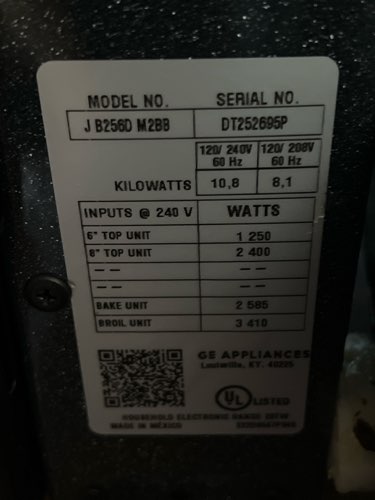 MODEL NO. SERIAL NO.
J B256D M2BB DT252695P
120/ 240V 120/ 208V
60 Hz 60 Hz
KILOWATTS 10,8 8,1
INPUTS @ 240 V WATTS
6" TOP UNIT 1 250
8" TOP UNIT 2 400
-- --
-- --
BAKE UNIT 2 585
BROIL UNIT 3 410
GE APPLIANCES
Louisville, KY. 40225
UL LISTED
HOUSEHOLD ELECTRIC RANGE
MADE IN MÉXICO